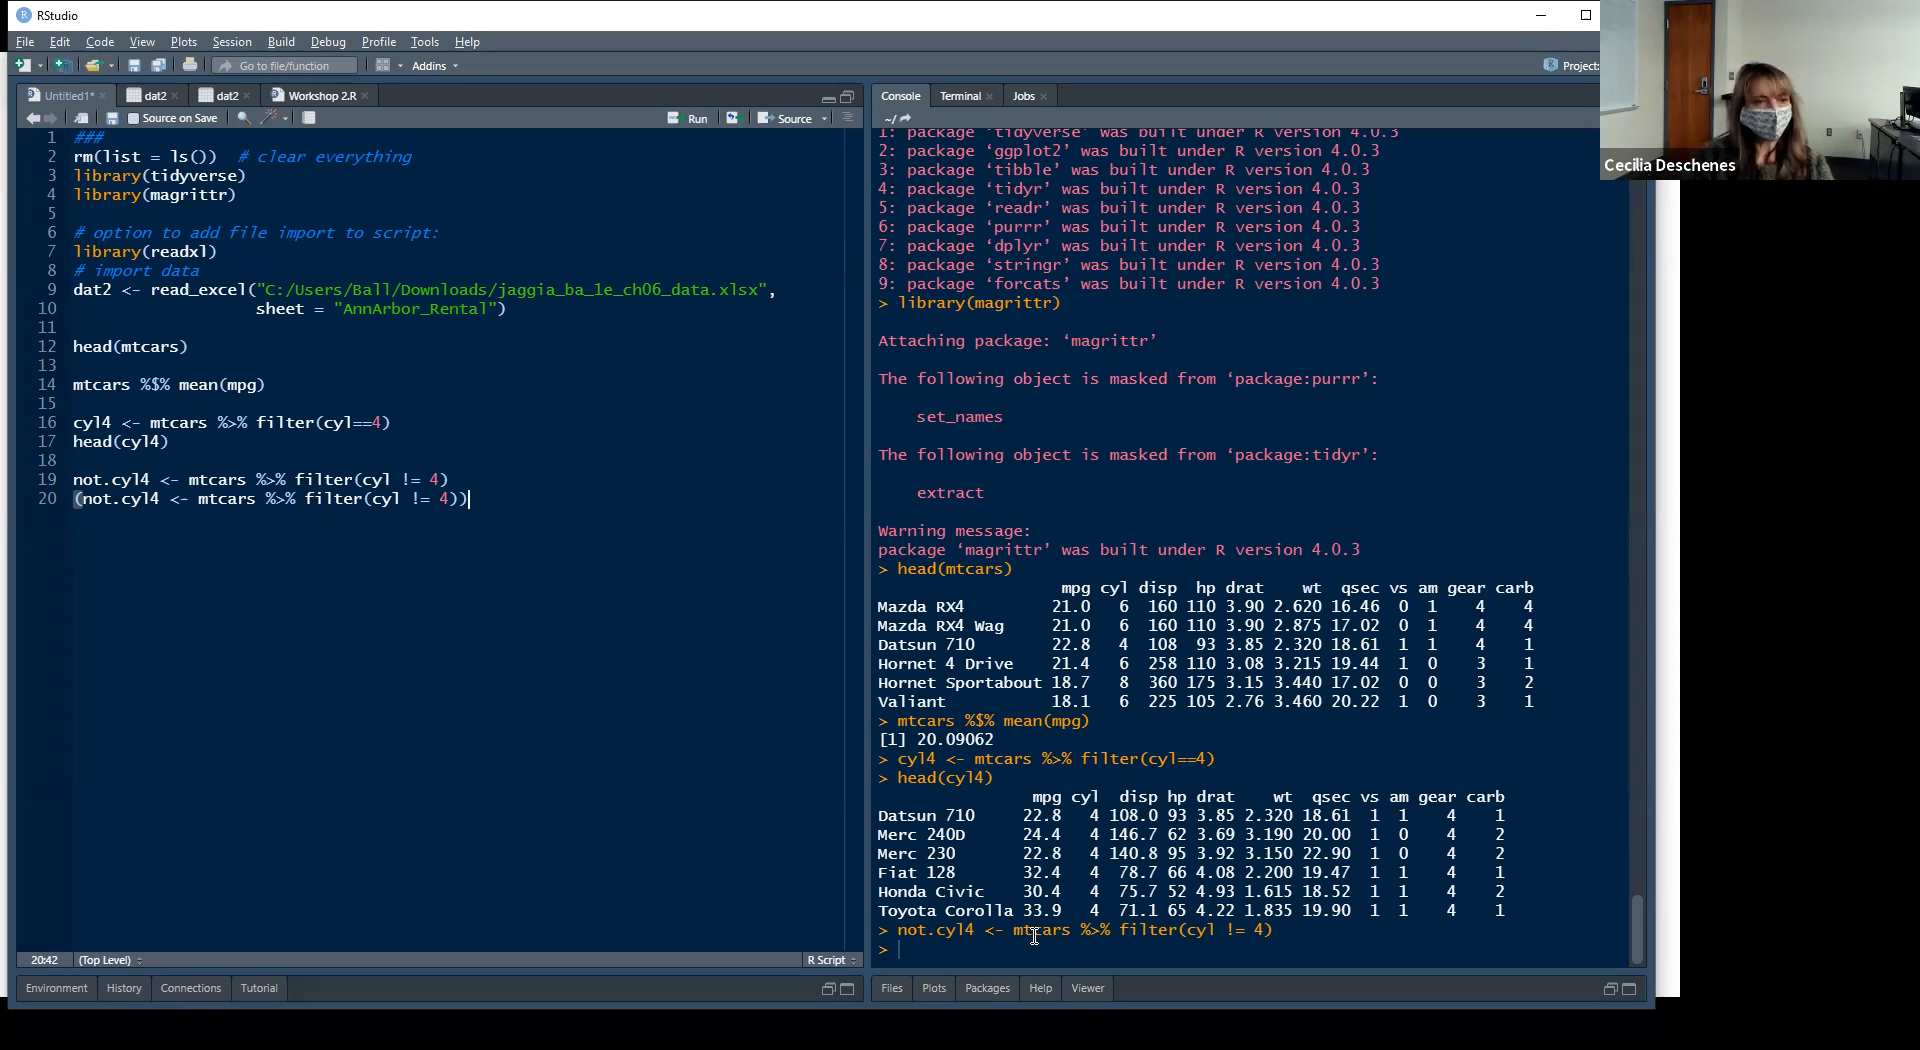 RStudio
File Edit Code View Plots Session Build Debug Profile Tools Help
Go to file/function Addins Project:
Untitled1* dat2 dat2 Workshop 2.R
Source on Save Run Source
1 ###
2 rm(list = ls()) # clear everything
3 library(tidyverse)
4 library(magrittr)
5
6 # option to add file import to script:
7 library(readxl)
8 # import data
9 dat2 <- read_excel("C:/Users/Ball/Downloads/jaggia_ba_1e_ch06_data.xlsx",
10 sheet = "AnnArbor_Rental")
11
12 head(mtcars)
13
14 mtcars %$% mean(mpg)
15
16 cyl4 <- mtcars %>% filter(cyl==4)
17 head(cyl4)
18
19 not.cyl4 <- mtcars %>% filter(cyl != 4)
20 (not.cyl4 <- mtcars %>% filter(cyl != 4))
20:42 (Top Level) R Script
Environment History Connections Tutorial
Console Terminal Jobs
~/
1: package ‘tidyverse’ was built under R version 4.0.3
2: package ‘ggplot2’ was built under R version 4.0.3
3: package ‘tibble’ was built under R version 4.0.3
4: package ‘tidyr’ was built under R version 4.0.3
5: package ‘readr’ was built under R version 4.0.3
6: package ‘purrr’ was built under R version 4.0.3
7: package ‘dplyr’ was built under R version 4.0.3
8: package ‘stringr’ was built under R version 4.0.3
9: package ‘forcats’ was built under R version 4.0.3
> library(magrittr)
Attaching package: ‘magrittr’
The following object is masked from ‘package:purrr’:
set_names
The following object is masked from ‘package:tidyr’:
extract
Warning message:
package ‘magrittr’ was built under R version 4.0.3
> head(mtcars)
mpg cyl disp hp drat wt qsec vs am gear carb
Mazda RX4 21.0 6 160 110 3.90 2.620 16.46 0 1 4 4
Mazda RX4 Wag 21.0 6 160 110 3.90 2.875 17.02 0 1 4 4
Datsun 710 22.8 4 108 93 3.85 2.320 18.61 1 1 4 1
Hornet 4 Drive 21.4 6 258 110 3.08 3.215 19.44 1 0 3 1
Hornet Sportabout 18.7 8 360 175 3.15 3.440 17.02 0 0 3 2
Valiant 18.1 6 225 105 2.76 3.460 20.22 1 0 3 1
> mtcars %$% mean(mpg)
[1] 20.09062
> cyl4 <- mtcars %>% filter(cyl==4)
> head(cyl4)
mpg cyl disp hp drat wt qsec vs am gear carb
Datsun 710 22.8 4 108.0 93 3.85 2.320 18.61 1 1 4 1
Merc 240D 24.4 4 146.7 62 3.69 3.190 20.00 1 0 4 2
Merc 230 22.8 4 140.8 95 3.92 3.150 22.90 1 0 4 2
Fiat 128 32.4 4 78.7 66 4.08 2.200 19.47 1 1 4 1
Honda Civic 30.4 4 75.7 52 4.93 1.615 18.52 1 1 4 2
Toyota Corolla 33.9 4 71.1 65 4.22 1.835 19.90 1 1 4 1
> not.cyl4 <- mtcars %>% filter(cyl != 4)
>
Files Plots Packages Help Viewer
Cecilia Deschenes